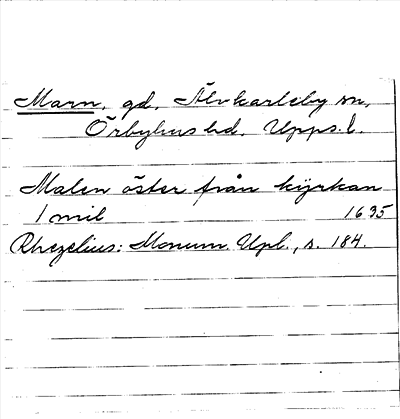 Marn, gd, Älvkarleby sn,
Örbyhus hd. Upps. l.
Malen öster från kyrkan
1 mil 1635
Rhezelius: Monum. Upl., s. 184.